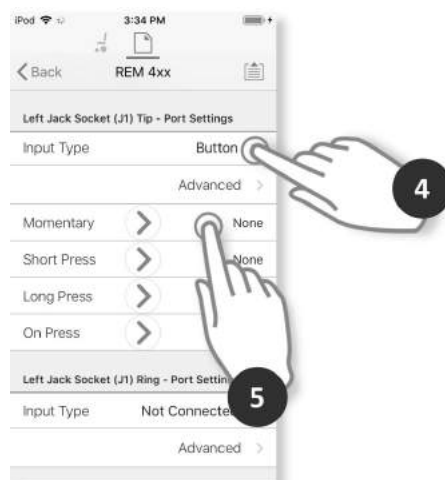 iPod 3:34 PM
Back REM 4xx
Left Jack Socket (J1) Tip - Port Settings
Input Type Button
Advanced
Momentary None
Short Press None
Long Press
On Press
Left Jack Socket (J1) Ring - Port
Input Type Not
Advanced
4
5